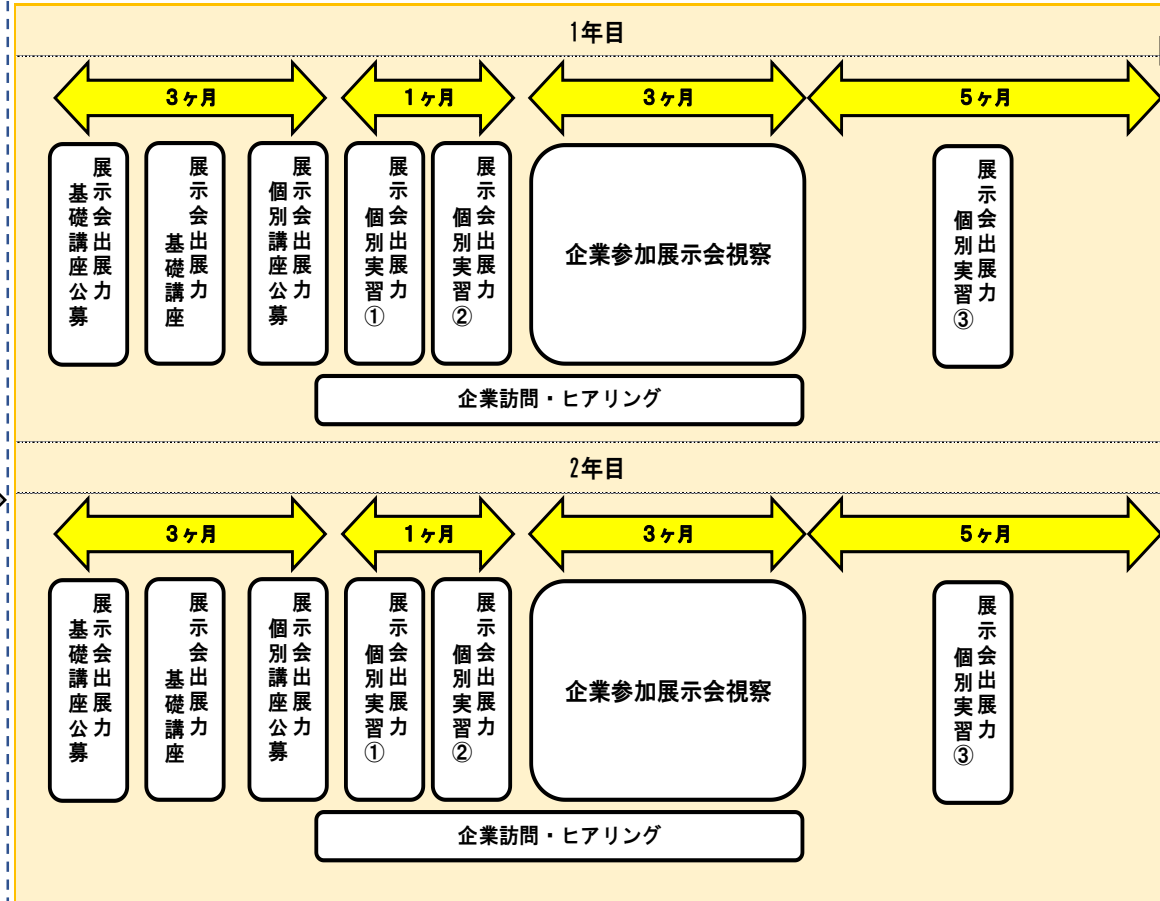 1年目
3ヶ月
1ヶ月
3ヶ月
5ヶ月
展示会出展力
基礎講座公募
展示会出展力
基礎講座
展示会出展力
個別講座公募
展示会出展力
個別実習①
展示会出展力
個別実習②
企業参加展示会視察
展示会出展力
個別実習③
企業訪問・ヒアリング
2年目
3ヶ月
1ヶ月
3ヶ月
5ヶ月
展示会出展力
基礎講座公募
展示会出展力
基礎講座
展示会出展力
個別講座公募
展示会出展力
個別実習①
展示会出展力
個別実習②
企業参加展示会視察
展示会出展力
個別実習③
企業訪問・ヒアリング